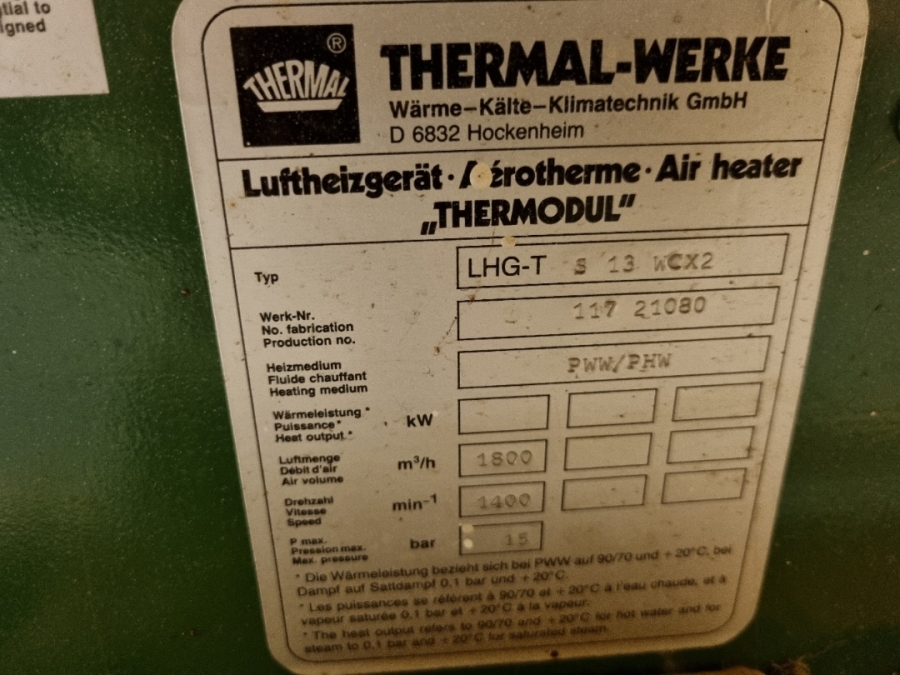 tial to
igned
THERMAL
®
THERMAL-WERKE
Wärme-Kälte-Klimatechnik GmbH
D 6832 Hockenheim
Luftheizgerät · Aérotherme · Air heater
„THERMODUL"
Typ LHG-T S 13 WCX2
Werk-Nr.
No. fabrication 117 21080
Production no.
Heizmedium
Fluide chauffant PWW/PHW
Heating medium
Wärmeleistung *
Puissance * kW
Heat output *
Luftmenge
Débit d'air m³/h 1800
Air volume
Drehzahl
Vitesse min⁻¹ 1400
Speed
P max.
Pression max. bar 15
Max. pressure
* Die Wärmeleistung bezieht sich bei PWW auf 90/70 und + 20°C, bei
Dampf auf Sattdampf 0,1 bar und + 20°C.
* Les puissances se réfèrent à 90/70 et + 20°C à l'eau chaude, et à
vapeur saturée 0,1 bar et + 20°C à la vapeur.
* The heat output refers to 90/70 and + 20°C for hot water and for
steam to 0,1 bar and + 20°C for saturated steam.